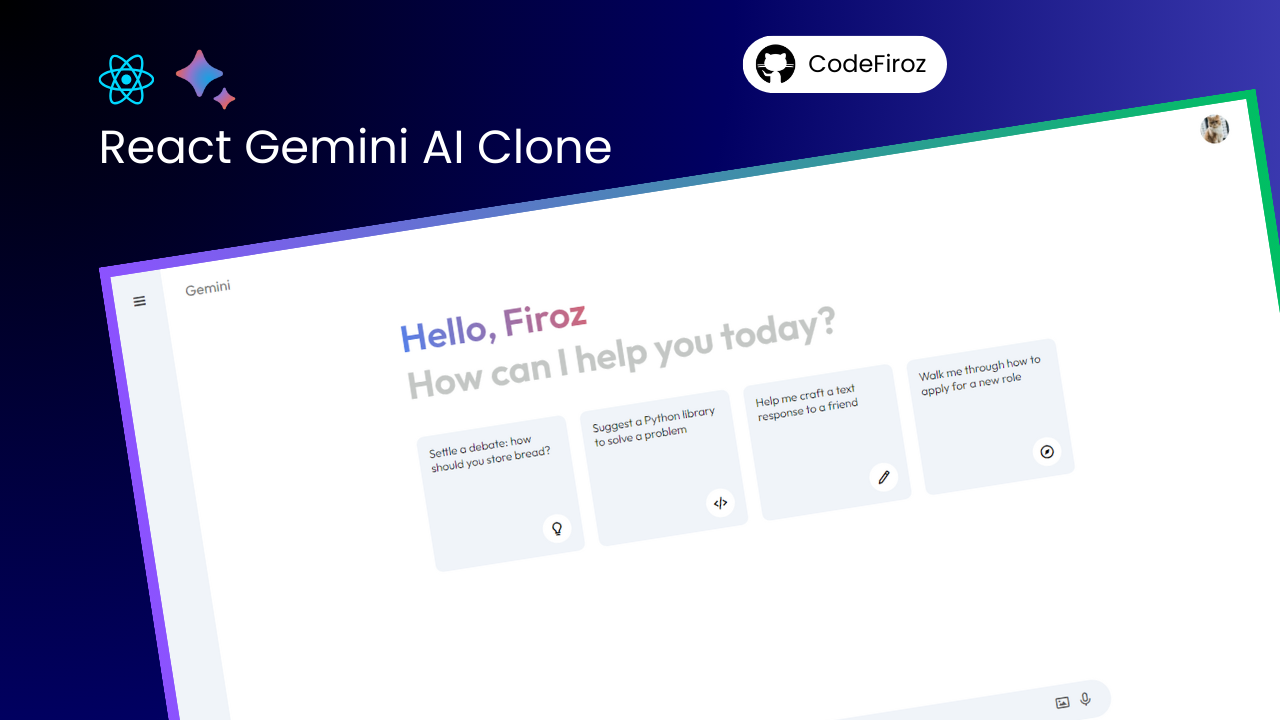 CodeFiroz
React Gemini AI Clone
Gemini
Hello, Firoz
How can I help you today?
Settle a debate: how
should you store bread?
Suggest a Python library
to solve a problem
Help me craft a text
response to a friend
Walk me through how to
apply for a new role